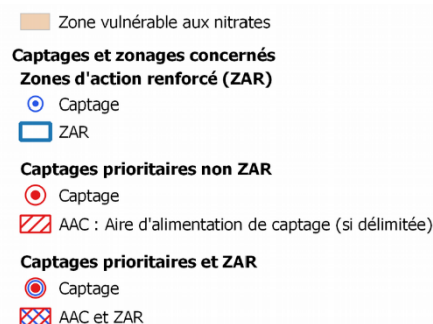 Zone vulnérable aux nitrates
Captages et zonages concernés
Zones d'action renforcé (ZAR)
Captage
ZAR
Captages prioritaires non ZAR
Captage
AAC : Aire d'alimentation de captage (si délimitée)
Captages prioritaires et ZAR
Captage
AAC et ZAR